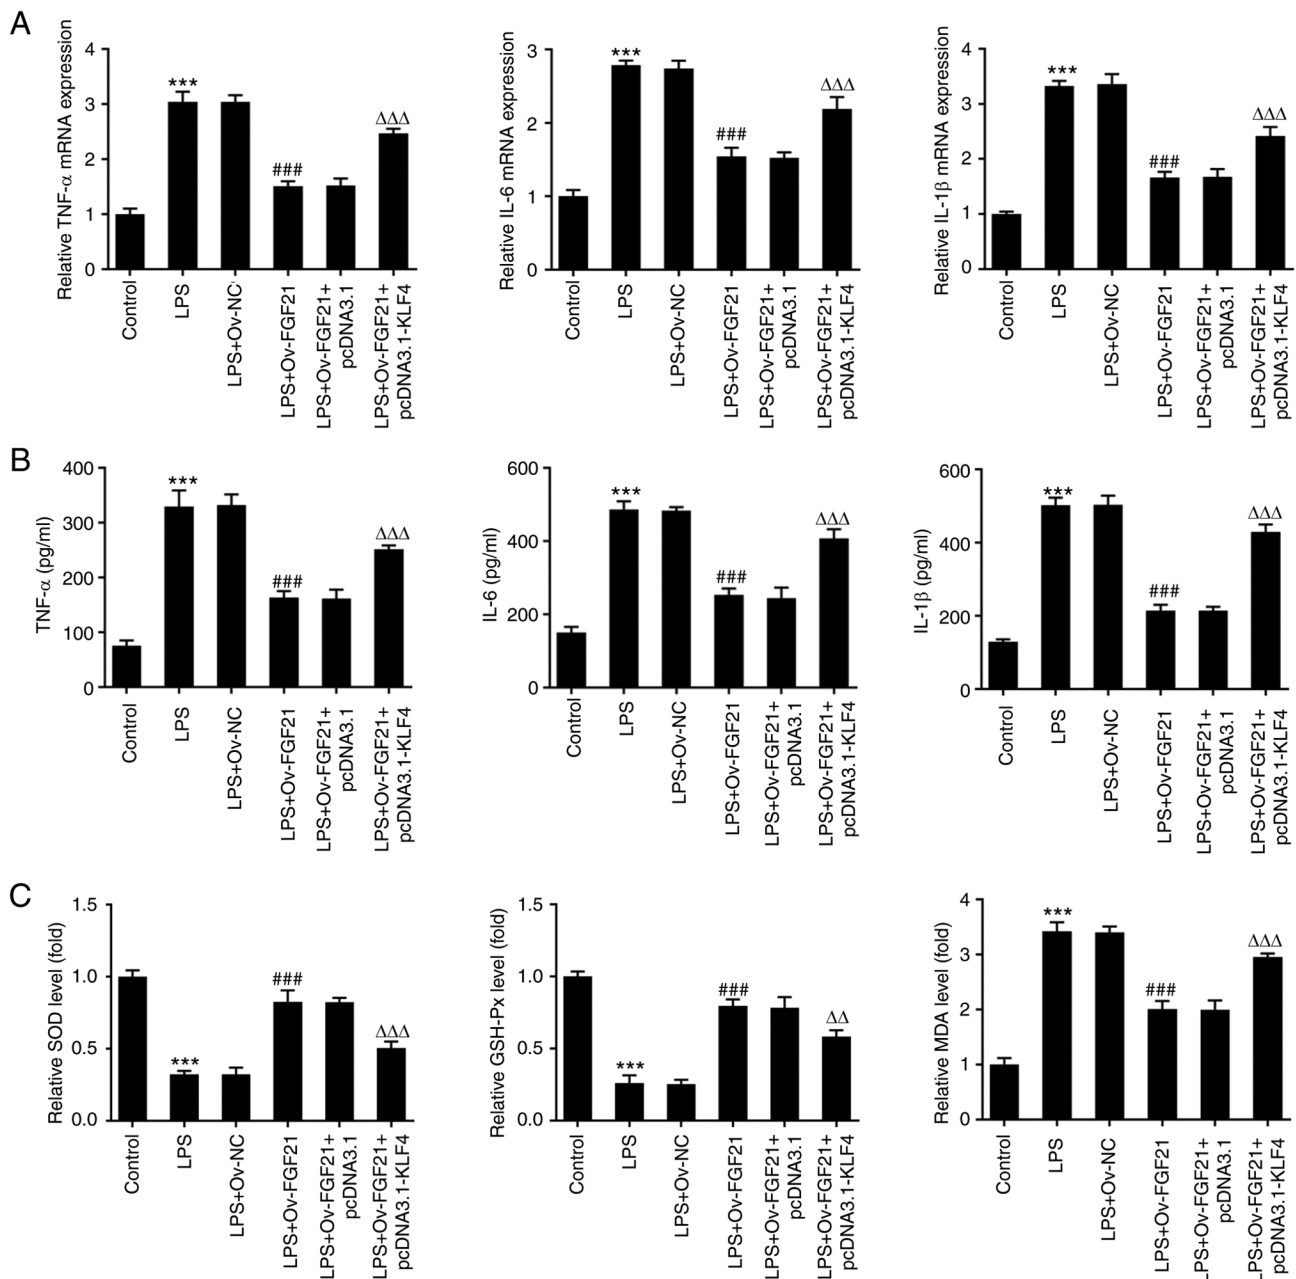 A
Relative TNF-α mRNA expression
4
3
2
1
0
***
###
ΔΔΔ
Control
LPS
LPS+Ov-NC
LPS+Ov-FGF21
LPS+Ov-FGF21+
pcDNA3.1
LPS+Ov-FGF21+
pcDNA3.1-KLF4
Relative IL-6 mRNA expression
3
2
1
0
***
###
ΔΔΔ
Control
LPS
LPS+Ov-NC
LPS+Ov-FGF21
LPS+Ov-FGF21+
pcDNA3.1
LPS+Ov-FGF21+
pcDNA3.1-KLF4
Relative IL-1β mRNA expression
4
3
2
1
0
***
###
ΔΔΔ
Control
LPS
LPS+Ov-NC
LPS+Ov-FGF21
LPS+Ov-FGF21+
pcDNA3.1
LPS+Ov-FGF21+
pcDNA3.1-KLF4
B
TNF-α (pg/ml)
400
300
200
100
0
***
###
ΔΔΔ
Control
LPS
LPS+Ov-NC
LPS+Ov-FGF21
LPS+Ov-FGF21+
pcDNA3.1
LPS+Ov-FGF21+
pcDNA3.1-KLF4
IL-6 (pg/ml)
600
400
200
0
***
###
ΔΔΔ
Control
LPS
LPS+Ov-NC
LPS+Ov-FGF21
LPS+Ov-FGF21+
pcDNA3.1
LPS+Ov-FGF21+
pcDNA3.1-KLF4
IL-1β (pg/ml)
600
400
200
0
***
###
ΔΔΔ
Control
LPS
LPS+Ov-NC
LPS+Ov-FGF21
LPS+Ov-FGF21+
pcDNA3.1
LPS+Ov-FGF21+
pcDNA3.1-KLF4
C
Relative SOD level (fold)
1.5
1.0
0.5
0.0
***
###
ΔΔΔ
Control
LPS
LPS+Ov-NC
LPS+Ov-FGF21
LPS+Ov-FGF21+
pcDNA3.1
LPS+Ov-FGF21+
pcDNA3.1-KLF4
Relative GSH-Px level (fold)
1.5
1.0
0.5
0.0
***
###
ΔΔ
Control
LPS
LPS+Ov-NC
LPS+Ov-FGF21
LPS+Ov-FGF21+
pcDNA3.1
LPS+Ov-FGF21+
pcDNA3.1-KLF4
Relative MDA level (fold)
4
3
2
1
0
***
###
ΔΔΔ
Control
LPS
LPS+Ov-NC
LPS+Ov-FGF21
LPS+Ov-FGF21+
pcDNA3.1
LPS+Ov-FGF21+
pcDNA3.1-KLF4